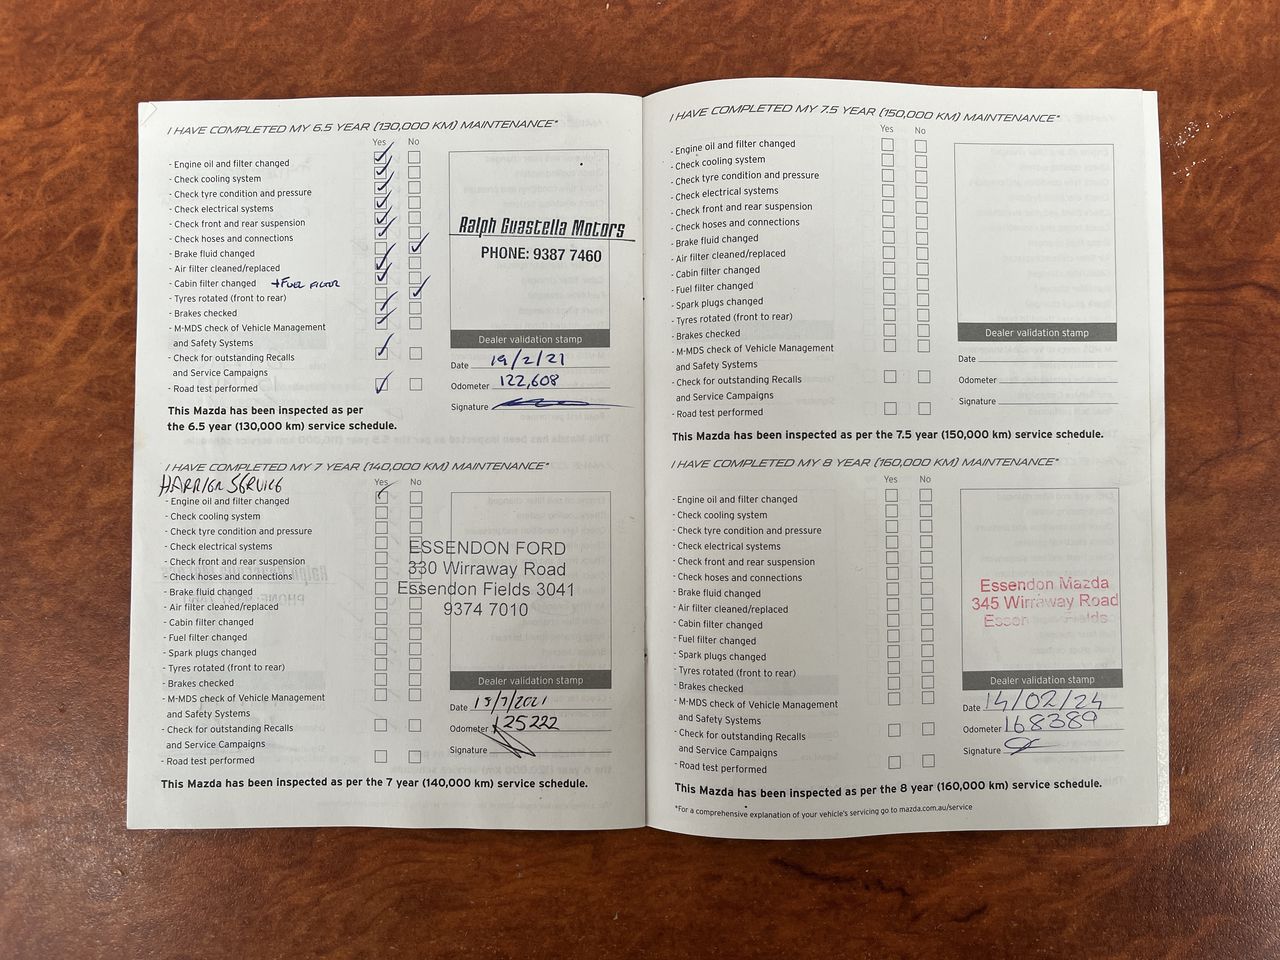 I HAVE COMPLETED MY 6.5 YEAR (130,000 KM) MAINTENANCE*
Yes No
- Engine oil and filter changed
- Check cooling system
- Check tyre condition and pressure
- Check electrical systems
- Check front and rear suspension
- Check hoses and connections
- Brake fluid changed
- Air filter cleaned/replaced
- Cabin filter changed +FUEL FILTER
- Tyres rotated (front to rear)
- Brakes checked
- M-MDS check of Vehicle Management
and Safety Systems
- Check for outstanding Recalls
and Service Campaigns
- Road test performed
This Mazda has been inspected as per
the 6.5 year (130,000 km) service schedule.
Ralph Guastella Motors
PHONE: 9387 7460
Dealer validation stamp
Date 19/2/21
Odometer 122,608
Signature
I HAVE COMPLETED MY 7 YEAR (140,000 KM) MAINTENANCE*
SERVICE
Yes No
- Engine oil and filter changed
- Check cooling system
- Check tyre condition and pressure
- Check electrical systems
- Check front and rear suspension
- Check hoses and connections
- Brake fluid changed
- Air filter cleaned/replaced
- Cabin filter changed
- Fuel filter changed
- Spark plugs changed
- Tyres rotated (front to rear)
- Brakes checked
- M-MDS check of Vehicle Management
and Safety Systems
- Check for outstanding Recalls
and Service Campaigns
- Road test performed
This Mazda has been inspected as per the 7 year (140,000 km) service schedule.
ESSENDON FORD
330 Wirraway Road
Essendon Fields 3041
9374 7010
Dealer validation stamp
Date 15/7/2021
Odometer 125222
Signature
I HAVE COMPLETED MY 7.5 YEAR (150,000 KM) MAINTENANCE*
Yes No
- Engine oil and filter changed
- Check cooling system
- Check tyre condition and pressure
- Check electrical systems
- Check front and rear suspension
- Check hoses and connections
- Brake fluid changed
- Air filter cleaned/replaced
- Cabin filter changed
- Fuel filter changed
- Spark plugs changed
- Tyres rotated (front to rear)
- Brakes checked
- M-MDS check of Vehicle Management
and Safety Systems
- Check for outstanding Recalls
and Service Campaigns
- Road test performed
This Mazda has been inspected as per the 7.5 year (150,000 km) service schedule.
Dealer validation stamp
Date
Odometer
Signature
I HAVE COMPLETED MY 8 YEAR (160,000 KM) MAINTENANCE*
Yes No
- Engine oil and filter changed
- Check cooling system
- Check tyre condition and pressure
- Check electrical systems
- Check front and rear suspension
- Check hoses and connections
- Brake fluid changed
- Air filter cleaned/replaced
- Cabin filter changed
- Fuel filter changed
- Spark plugs changed
- Tyres rotated (front to rear)
- Brakes checked
- M-MDS check of Vehicle Management
and Safety Systems
- Check for outstanding Recalls
and Service Campaigns
- Road test performed
This Mazda has been inspected as per the 8 year (160,000 km) service schedule.
Essendon Mazda
345 Wirraway Road
Essendon Fields
Dealer validation stamp
Date 14/02/24
Odometer 168389
Signature
*For a comprehensive explanation of your vehicle's servicing go to mazda.com.au/service